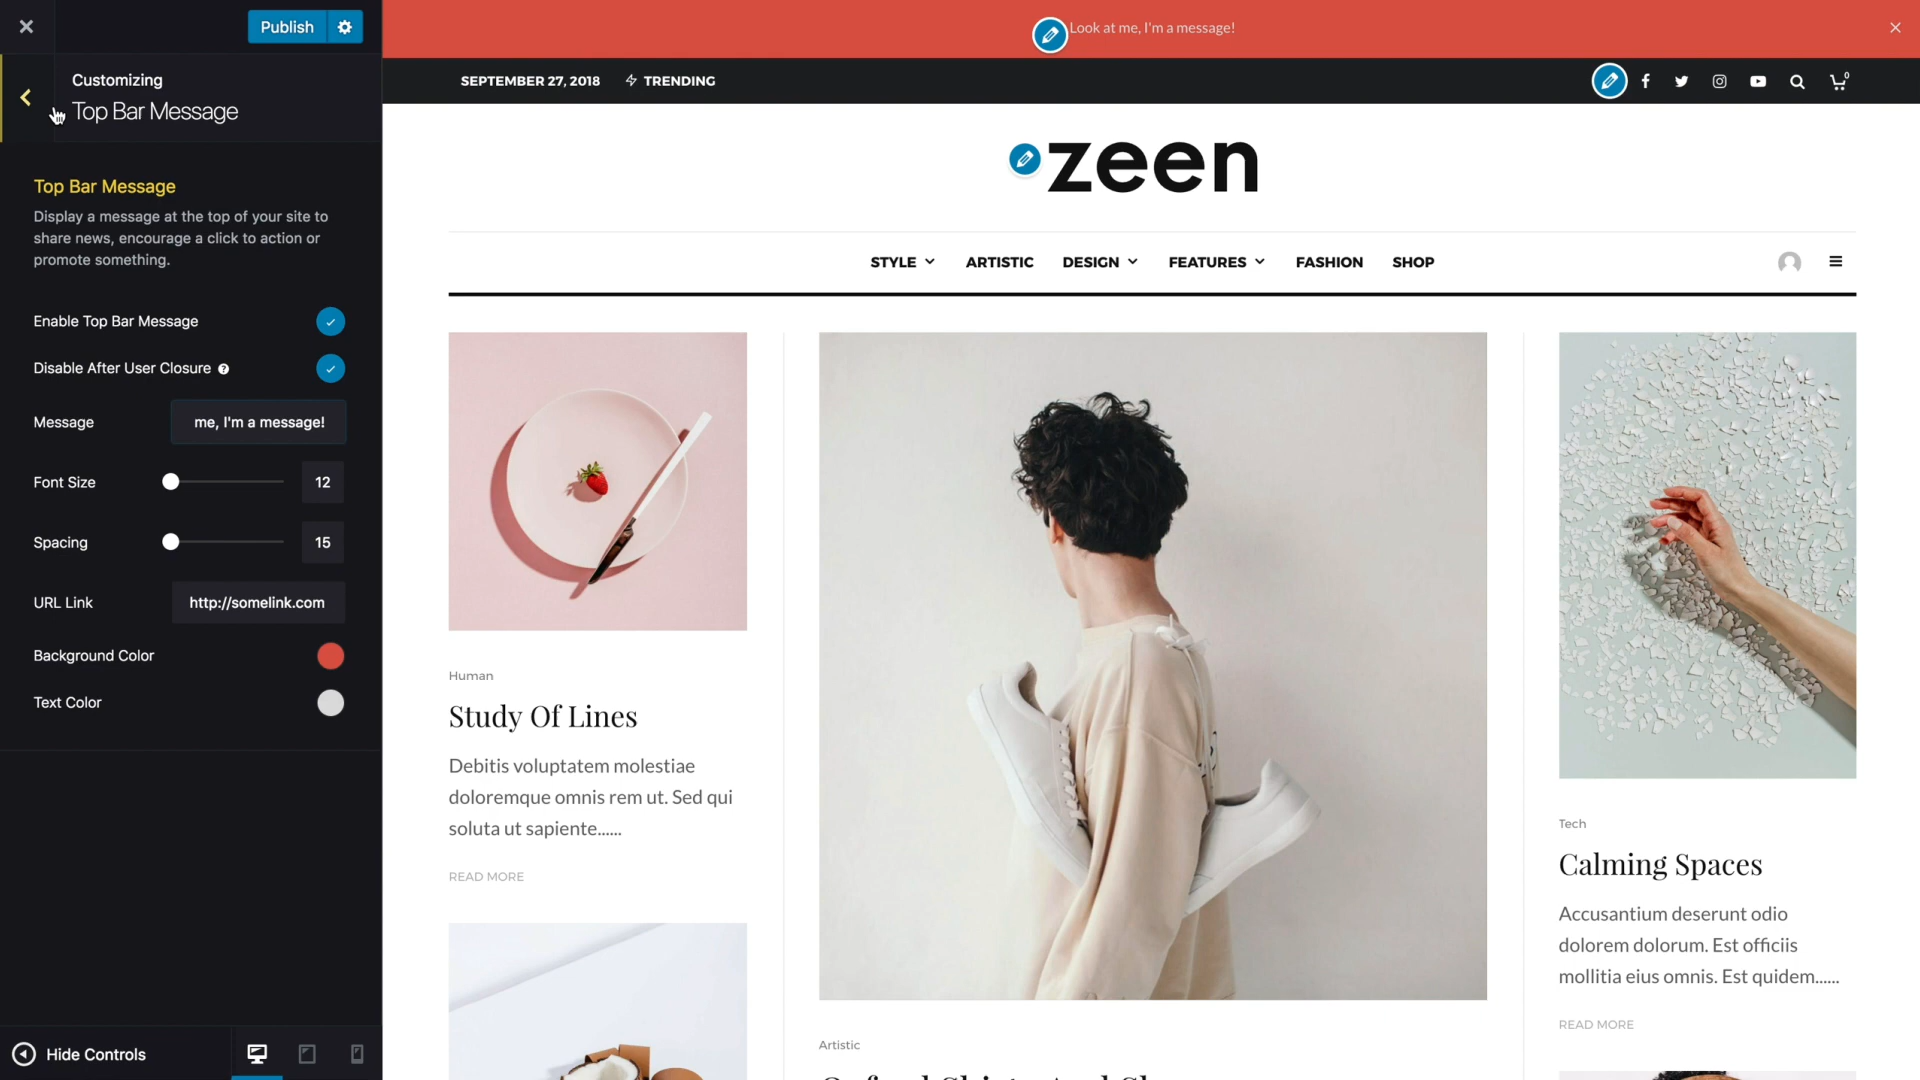 Publish
Customizing
Top Bar Message
Top Bar Message
Display a message at the top of your site to
share news, encourage a click to action or
promote something.
Enable Top Bar Message
Disable After User Closure ?
Message me, I'm a message!
Font Size 12
Spacing 15
URL Link http://somelink.com
Background Color
Text Color
Hide Controls
Look at me, I'm a message!
SEPTEMBER 27, 2018 TRENDING
0
zeen
STYLE ARTISTIC DESIGN FEATURES FASHION SHOP
Human
Study Of Lines
Debitis voluptatem molestiae
doloremque omnis rem ut. Sed qui
soluta ut sapiente......
READ MORE
Artistic
Tech
Calming Spaces
Accusantium deserunt odio
dolorem dolorum. Est officiis
mollitia eius omnis. Est quidem......
READ MORE